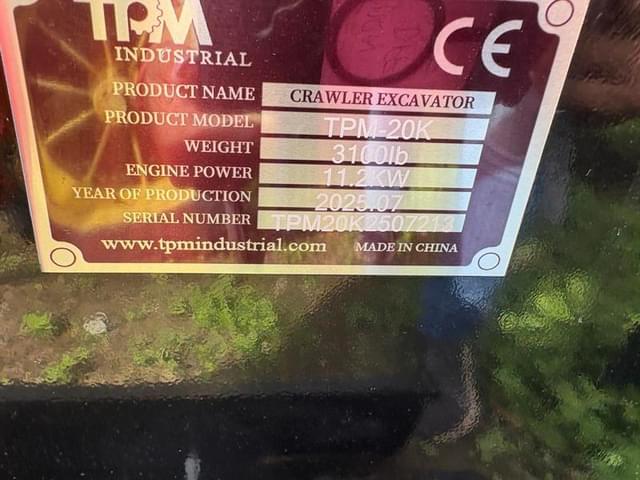 TPM
INDUSTRIAL
CE
PRODUCT NAME CRAWLER EXCAVATOR
PRODUCT MODEL TPM-20K
WEIGHT 3100lb
ENGINE POWER 11.2KW
YEAR OF PRODUCTION 2025.07
SERIAL NUMBER TPM20K2507213
www.tpmindustrial.com MADE IN CHINA